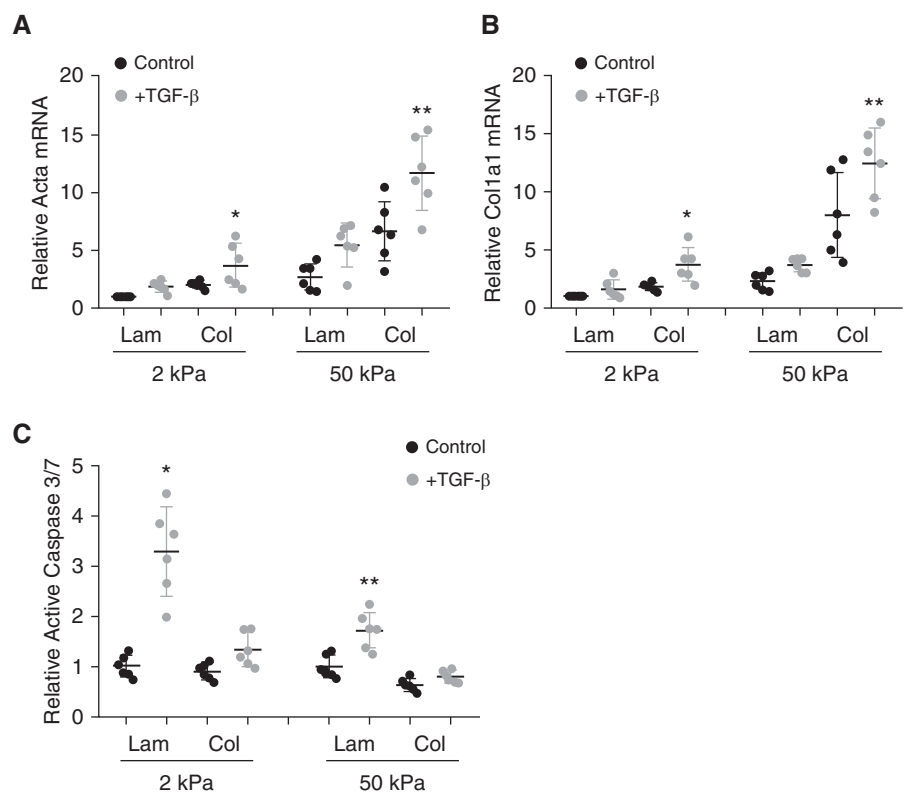 A
Control
+TGF-β
Relative Acta mRNA
20
15
10
5
0
*
**
Lam Col Lam Col
2 kPa 50 kPa
B
Control
+TGF-β
Relative Col1a1 mRNA
20
15
10
5
0
*
**
Lam Col Lam Col
2 kPa 50 kPa
C
Control
+TGF-β
Relative Active Caspase 3/7
5
4
3
2
1
0
*
**
Lam Col Lam Col
2 kPa 50 kPa